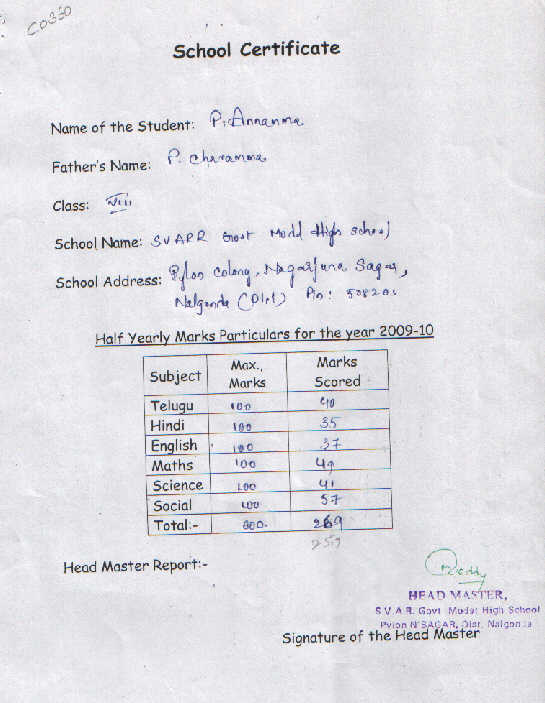 C0330
School Certificate
Name of the Student: P. Annamma
Father's Name: P.
Class: VIII
School Name: SVAPR Govt Model High school
School Address: Pylon Colony, Nagarjuna Sagar,
Nalgonda (Dist) Pin:
Half Yearly Marks Particulars for the year 2009-10
Subject Max., Marks Marks Scored
Telugu 100 40
Hindi 100 35
English 100 37
Maths 100 49
Science 100 41
Social 100 57
Total:- 600. 269
259
Head Master Report:-
HEAD MASTER,
S.V.A.R. Govt. Model High School
Pylon N'SAGAR, Dist. Nalgonda
Signature of the Head Master